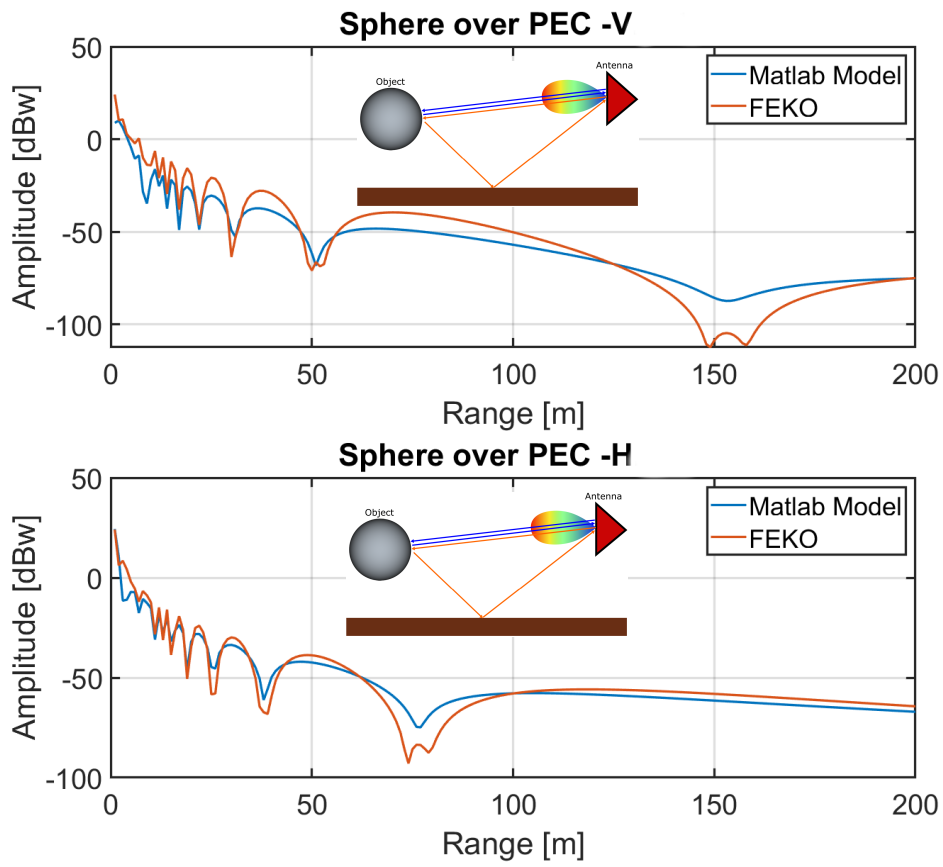 Sphere over PEC -V
Amplitude [dBw]
50
0
-50
-100
Object
Antenna
Matlab Model
FEKO
0
50
100
150
200
Range [m]
Sphere over PEC -H
Amplitude [dBw]
50
0
-50
-100
Object
Antenna
Matlab Model
FEKO
0
50
100
150
200
Range [m]